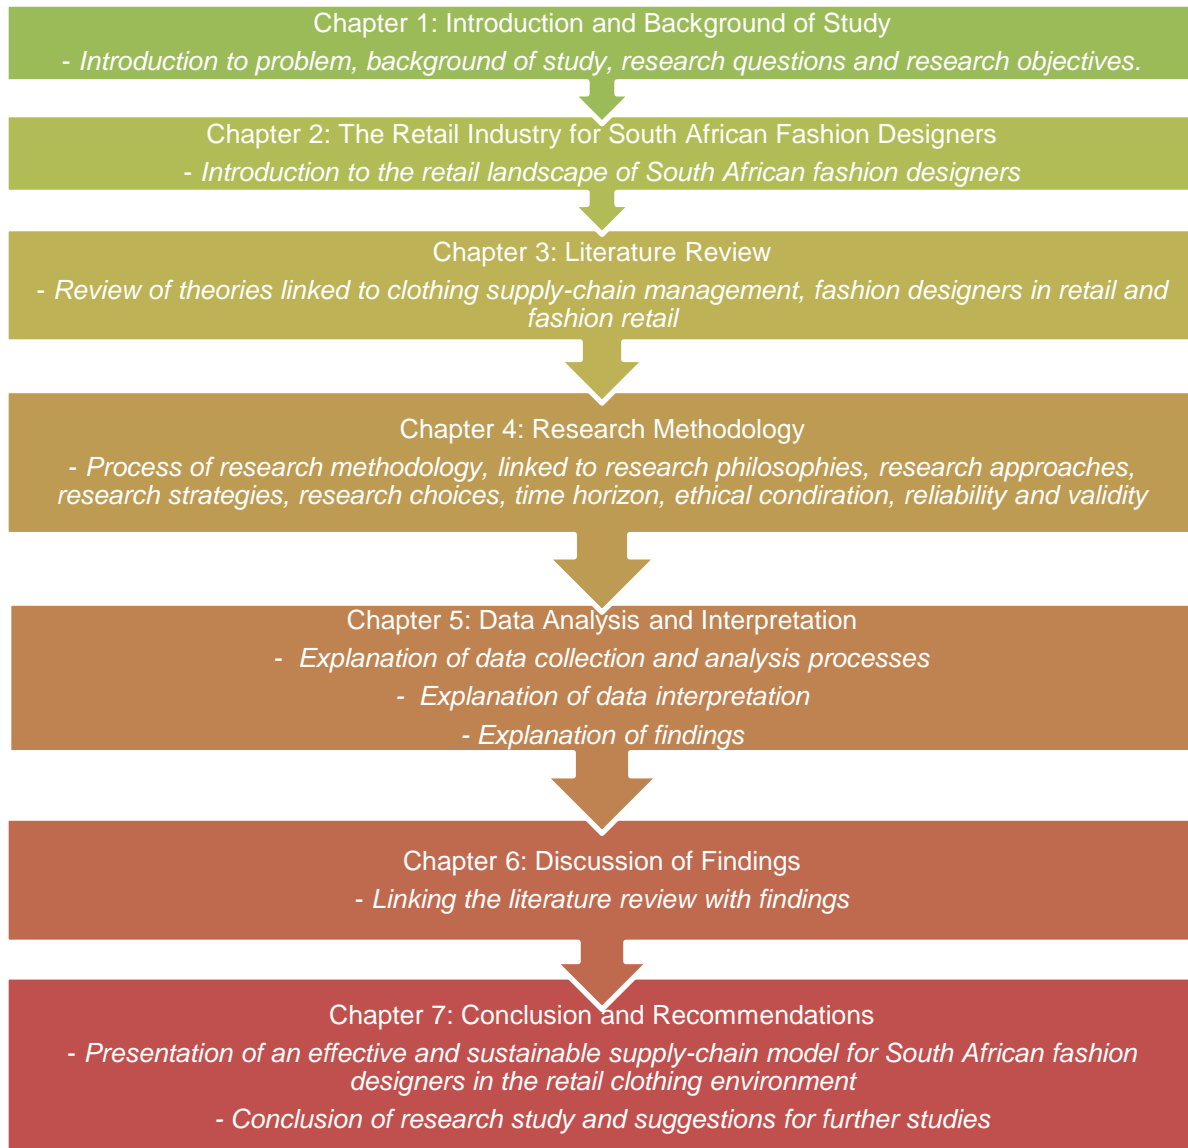 Chapter 1: Introduction and Background of Study
- Introduction to problem, background of study, research questions and research objectives.
Chapter 2: The Retail Industry for South African Fashion Designers
- Introduction to the retail landscape of South African fashion designers
Chapter 3: Literature Review
- Review of theories linked to clothing supply-chain management, fashion designers in retail and
fashion retail
Chapter 4: Research Methodology
- Process of research methodology, linked to research philosophies, research approaches,
research strategies, research choices, time horizon, ethical condiration, reliability and validity
Chapter 5: Data Analysis and Interpretation
- Explanation of data collection and analysis processes
- Explanation of data interpretation
- Explanation of findings
Chapter 6: Discussion of Findings
- Linking the literature review with findings
Chapter 7: Conclusion and Recommendations
- Presentation of an effective and sustainable supply-chain model for South African fashion
designers in the retail clothing environment
- Conclusion of research study and suggestions for further studies